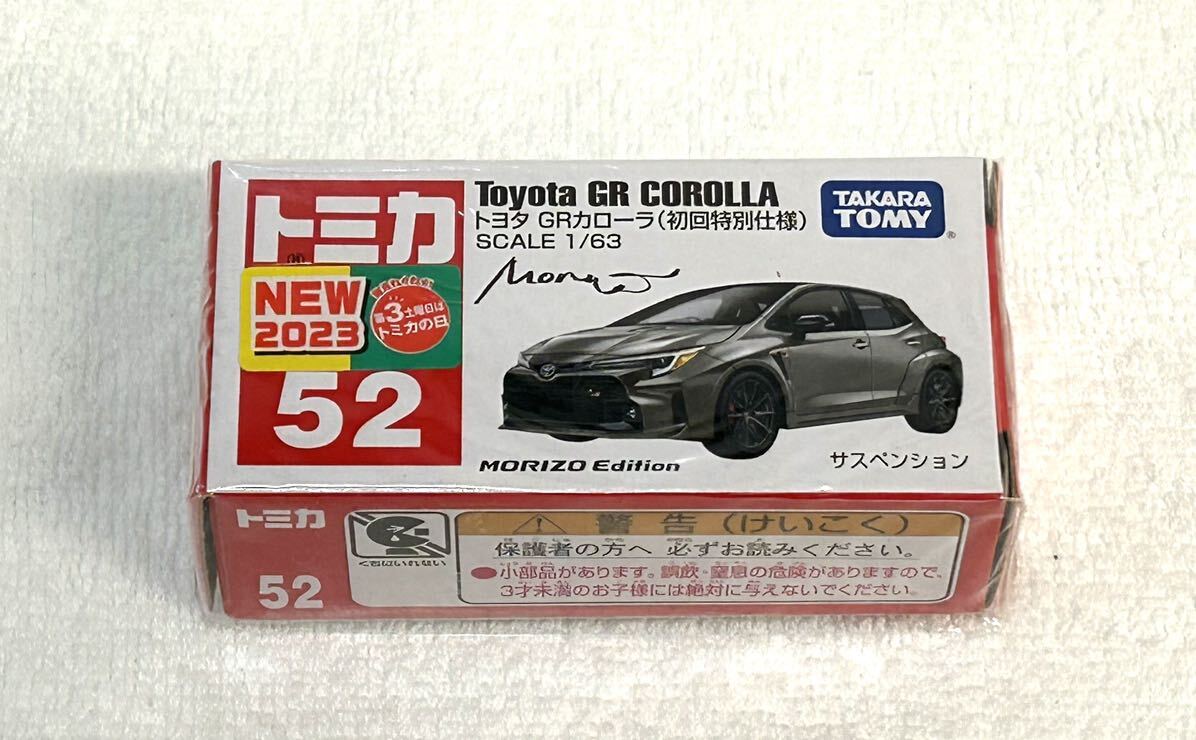 トミカ
Toyota GR COROLLA
トヨタ GRカローラ(初回特別仕様)
SCALE 1/63
TAKARA
TOMY
®
Morizo
NEW
2023
第3土曜日は
トミカの日
52
MORIZO Edition
サスペンション
トミカ
52
警告(けいこく)
保護者の方へ 必ずお読みください。
●小部品があります。誤飲・窒息の危険がありますので、
3才未満のお子様には絶対に与えないでください。